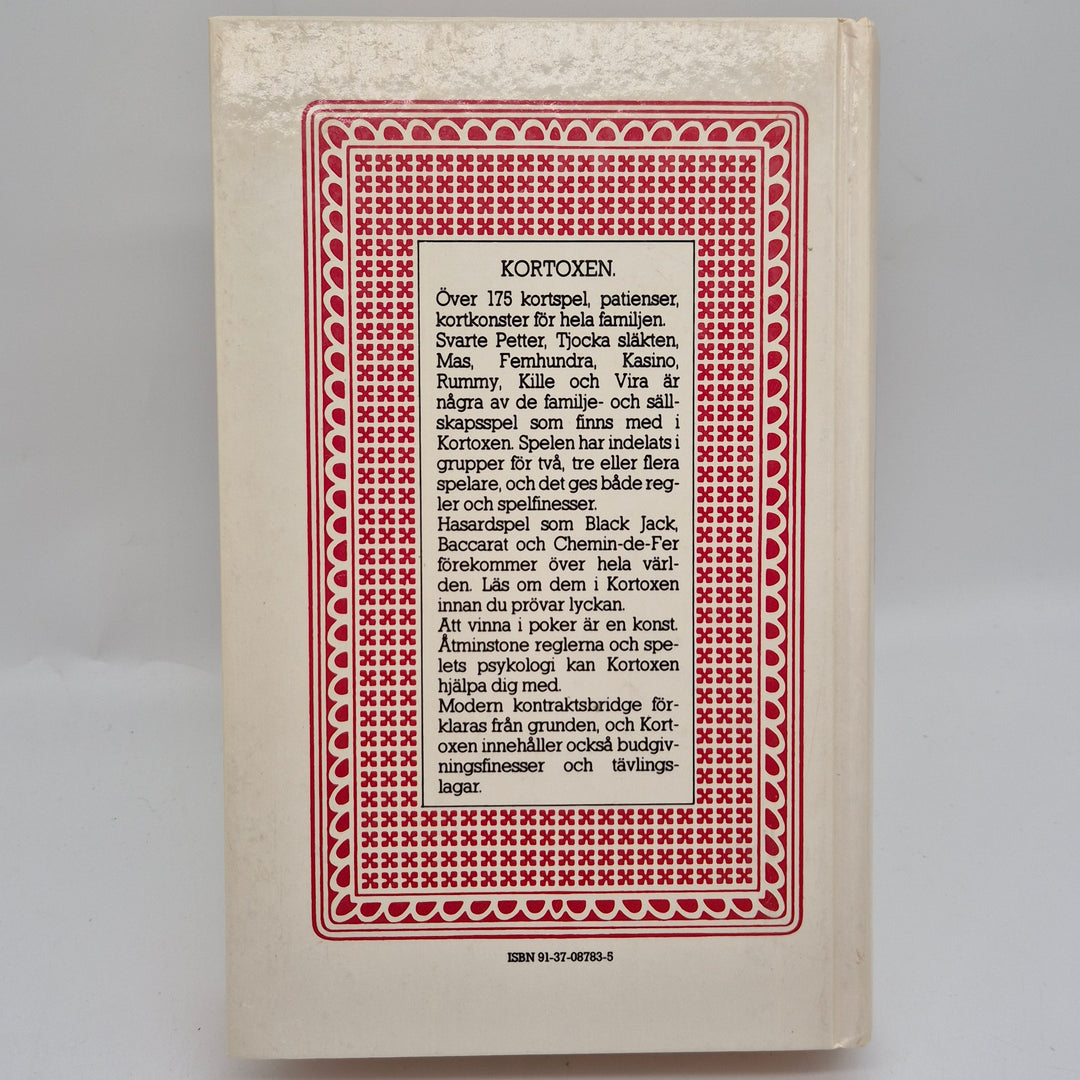 KORTOXEN.
Över 175 kortspel, patienser,
kortkonster för hela familjen.
Svarte Petter, Tjocka släkten,
Mas, Femhundra, Kasino,
Rummy, Kille och Vira är
några av de familje- och säll-
skapsspel som finns med i
Kortoxen. Spelen har indelats i
grupper för två, tre eller flera
spelare, och det ges både reg-
ler och spelfinesser.
Hasardspel som Black Jack,
Baccarat och Chemin-de-Fer
förekommer över hela värl-
den. Läs om dem i Kortoxen
innan du prövar lyckan.
Att vinna i poker är en konst.
Åtminstone reglerna och spe-
lets psykologi kan Kortoxen
hjälpa dig med.
Modern kontraktsbridge för-
klaras från grunden, och Kort-
oxen innehåller också budgiv-
ningsfinesser och tävlings-
lagar.
ISBN 91-37-08783-5